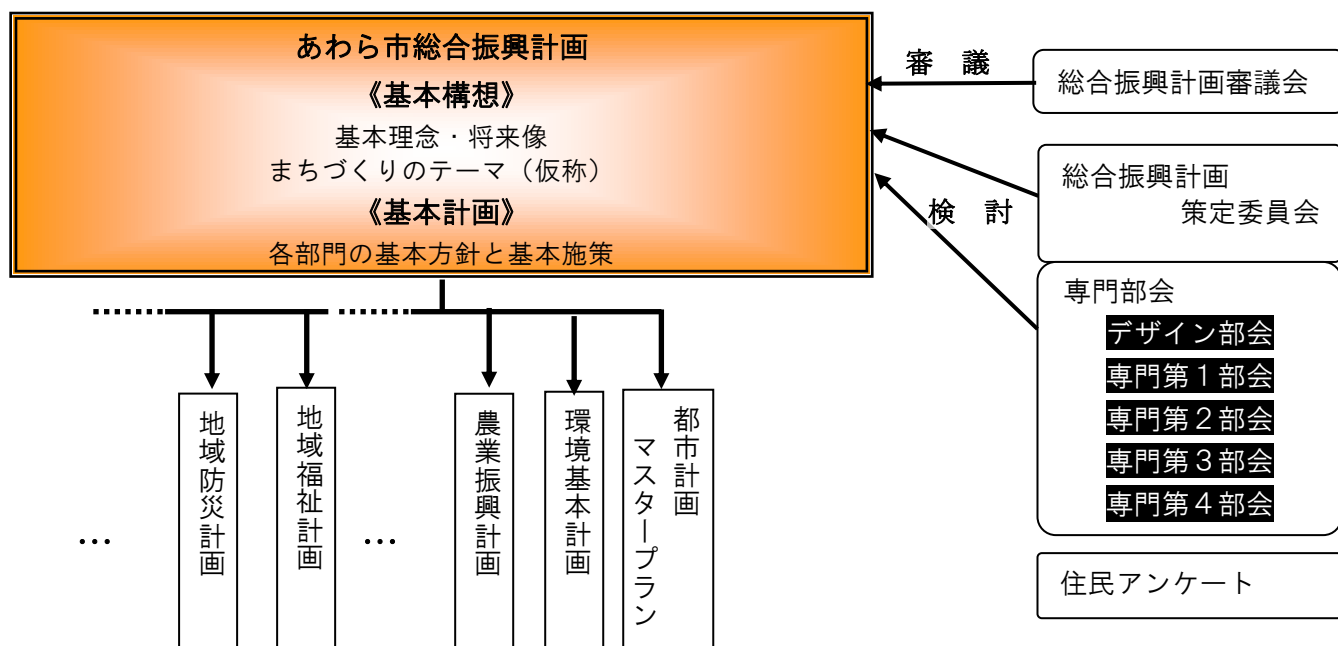 あわら市総合振興計画
《基本構想》
基本理念・将来像
まちづくりのテーマ（仮称）
《基本計画》
各部門の基本方針と基本施策
審　議
検　討
総合振興計画審議会
総合振興計画
策定委員会
専門部会
デザイン部会
専門第１部会
専門第２部会
専門第３部会
専門第４部会
住民アンケート
…
地域防災計画
地域福祉計画
…
農業振興計画
環境基本計画
都市計画
マスタープラン